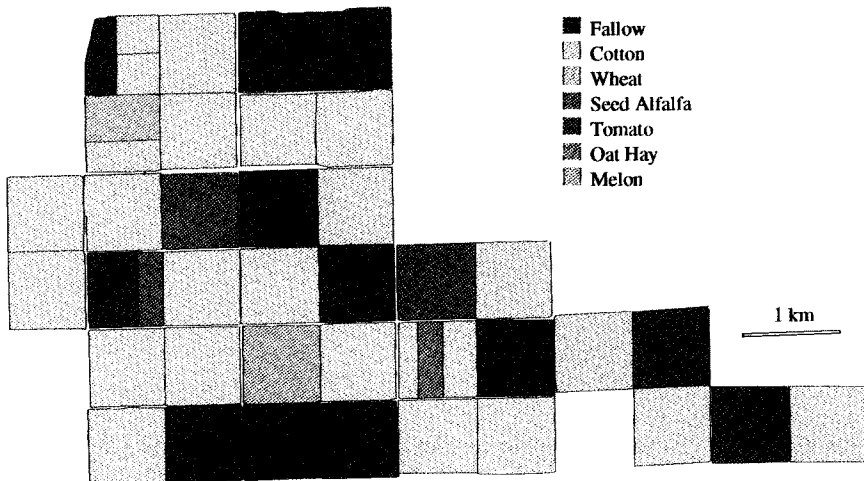 Fallow
Cotton
Wheat
Seed Alfalfa
Tomato
Oat Hay
Melon
1 km